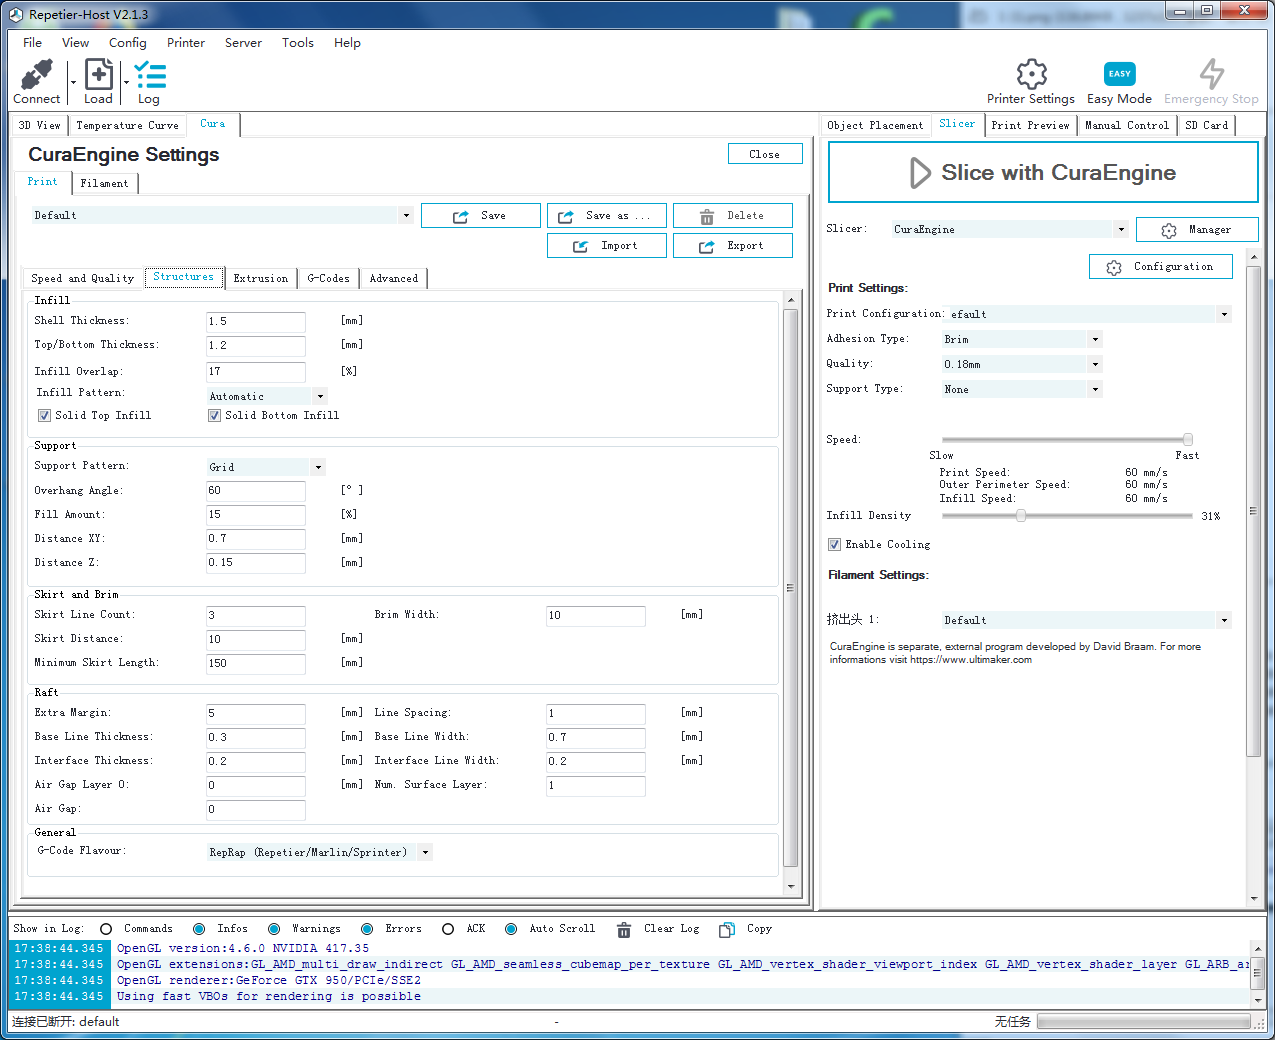 Repetier-Host V2.1.3
File View Config Printer Server Tools Help
Connect Load Log Printer Settings EASY Easy Mode Emergency Stop
3D View Temperature Curve Cura
CuraEngine Settings Close
Print Filament
Default Save Save as ... Delete
Import Export
Speed and Quality Structures Extrusion G-Codes Advanced
Infill
Shell Thickness: 1.5 [mm]
Top/Bottom Thickness: 1.2 [mm]
Infill Overlap: 17 [%]
Infill Pattern: Automatic
Solid Top Infill Solid Bottom Infill
Support
Support Pattern: Grid
Overhang Angle: 60 [° ]
Fill Amount: 15 [%]
Distance XY: 0.7 [mm]
Distance Z: 0.15 [mm]
Skirt and Brim
Skirt Line Count: 3 Brim Width: 10 [mm]
Skirt Distance: 10 [mm]
Minimum Skirt Length: 150 [mm]
Raft
Extra Margin: 5 [mm] Line Spacing: 1 [mm]
Base Line Thickness: 0.3 [mm] Base Line Width: 0.7 [mm]
Interface Thickness: 0.2 [mm] Interface Line Width: 0.2 [mm]
Air Gap Layer 0: 0 [mm] Num. Surface Layer: 1
Air Gap: 0
General
G-Code Flavour: RepRap (Repetier/Marlin/Sprinter)
Object Placement Slicer Print Preview Manual Control SD Card
Slice with CuraEngine
Slicer: CuraEngine Manager
Configuration
Print Settings:
Print Configuration: efault
Adhesion Type: Brim
Quality: 0.18mm
Support Type: None
Speed:
Slow Fast
Print Speed: 60 mm/s
Outer Perimeter Speed: 60 mm/s
Infill Speed: 60 mm/s
Infill Density 31%
Enable Cooling
Filament Settings:
挤出头 1: Default
CuraEngine is separate, external program developed by David Braam. For more
informations visit https://www.ultimaker.com
Show in Log: Commands Infos Warnings Errors ACK Auto Scroll Clear Log Copy
17:38:44.345 OpenGL version:4.6.0 NVIDIA 417.35
17:38:44.345 OpenGL extensions:GL_AMD_multi_draw_indirect GL_AMD_seamless_cubemap_per_texture GL_AMD_vertex_shader_viewport_index GL_AMD_vertex_shader_layer GL_ARB_ar
17:38:44.345 OpenGL renderer:GeForce GTX 950/PCIe/SSE2
17:38:44.345 Using fast VBOs for rendering is possible
连接已断开: default - 无任务